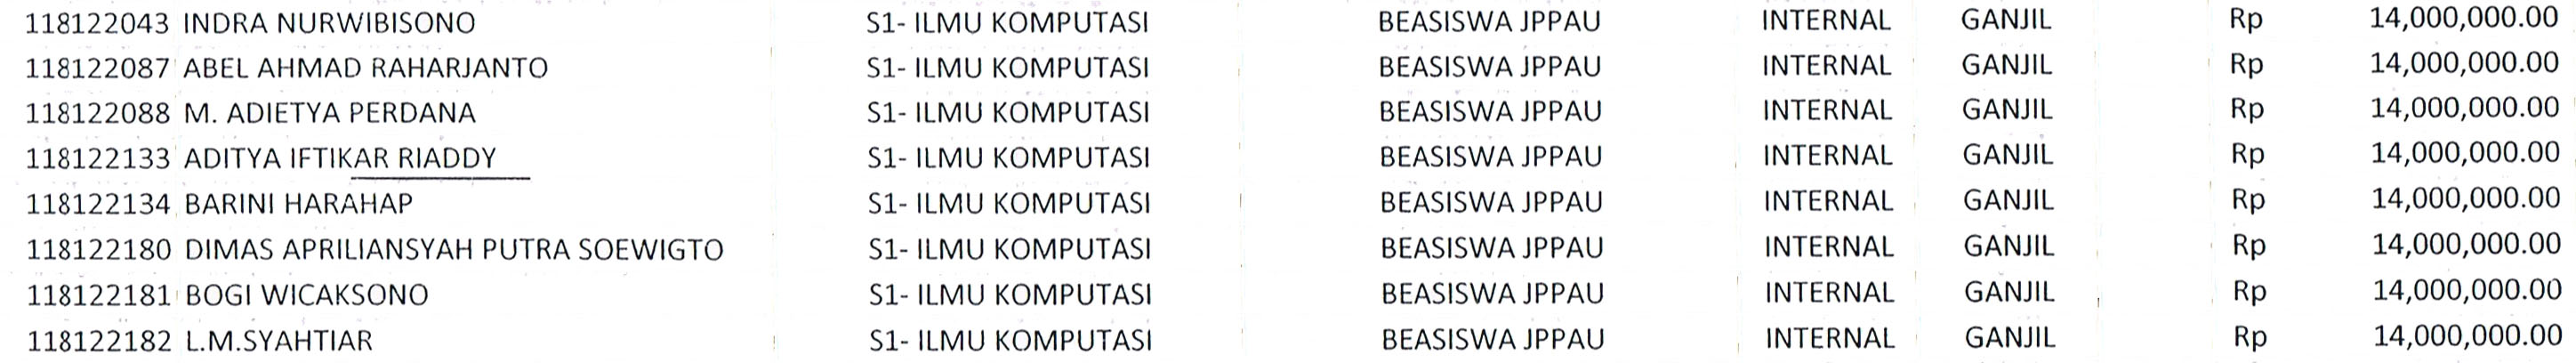 118122043 INDRA NURWIBISONO S1- ILMU KOMPUTASI BEASISWA JPPAU INTERNAL GANJIL Rp 14,000,000.00
118122087 ABEL AHMAD RAHARJANTO S1- ILMU KOMPUTASI BEASISWA JPPAU INTERNAL GANJIL Rp 14,000,000.00
118122088 M. ADIETYA PERDANA S1- ILMU KOMPUTASI BEASISWA JPPAU INTERNAL GANJIL Rp 14,000,000.00
118122133 ADITYA IFTIKAR RIADDY S1- ILMU KOMPUTASI BEASISWA JPPAU INTERNAL GANJIL Rp 14,000,000.00
118122134 BARINI HARAHAP S1- ILMU KOMPUTASI BEASISWA JPPAU INTERNAL GANJIL Rp 14,000,000.00
118122180 DIMAS APRILIANSYAH PUTRA SOEWIGTO S1- ILMU KOMPUTASI BEASISWA JPPAU INTERNAL GANJIL Rp 14,000,000.00
118122181 BOGI WICAKSONO S1- ILMU KOMPUTASI BEASISWA JPPAU INTERNAL GANJIL Rp 14,000,000.00
118122182 L.M.SYAHTIAR S1- ILMU KOMPUTASI BEASISWA JPPAU INTERNAL GANJIL Rp 14,000,000.00